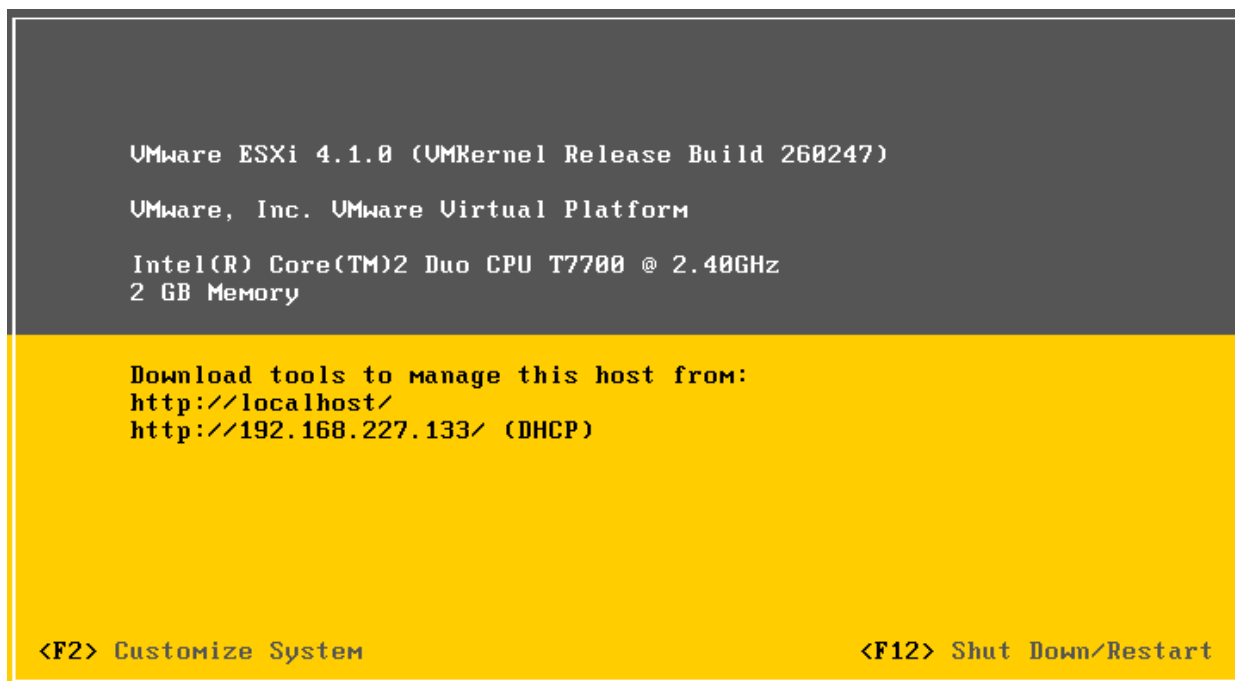 VMware ESXi 4.1.0 (VMKernel Release Build 260247)
VMware, Inc. VMware Virtual Platform
Intel(R) Core(TM)2 Duo CPU T7700 @ 2.40GHz
2 GB Memory
Download tools to manage this host from:
http://localhost/
http://192.168.227.133/ (DHCP)
<F2> Customize System <F12> Shut Down/Restart